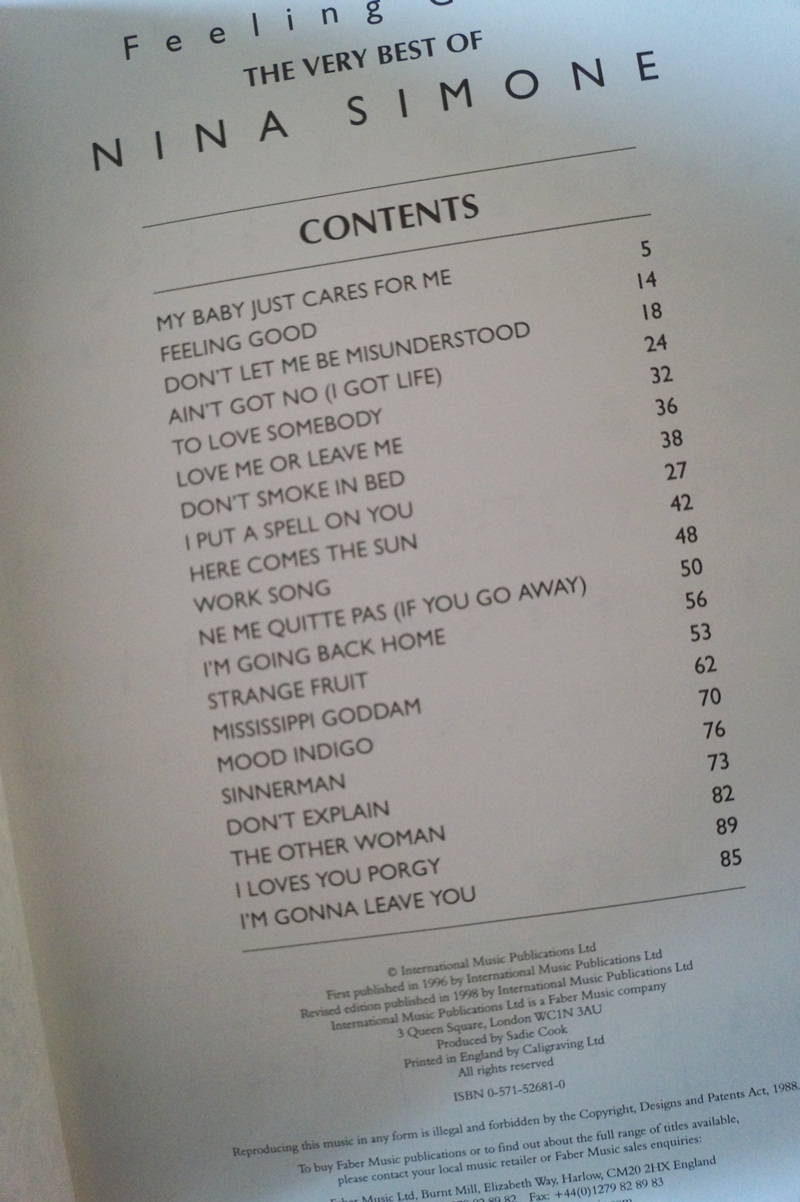 Feeling
THE VERY BEST OF
NINA SIMONE
CONTENTS
MY BABY JUST CARES FOR ME 5
FEELING GOOD 14
DON'T LET ME BE MISUNDERSTOOD 18
AIN'T GOT NO (I GOT LIFE) 24
TO LOVE SOMEBODY 32
LOVE ME OR LEAVE ME 36
DON'T SMOKE IN BED 38
I PUT A SPELL ON YOU 27
HERE COMES THE SUN 42
WORK SONG 48
NE ME QUITTE PAS (IF YOU GO AWAY) 50
I'M GOING BACK HOME 56
STRANGE FRUIT 53
MISSISSIPPI GODDAM 62
MOOD INDIGO 70
SINNERMAN 76
DON'T EXPLAIN 73
THE OTHER WOMAN 82
I LOVES YOU PORGY 89
I'M GONNA LEAVE YOU 85
© International Music Publications Ltd
First published in 1996 by International Music Publications Ltd
Revised edition published in 1998 by International Music Publications Ltd
International Music Publications Ltd is a Faber Music company
3 Queen Square, London WC1N 3AU
Produced by Sadie Cook
Printed in England by Caligraving Ltd
All rights reserved
ISBN 0-571-52681-0
Reproducing this music in any form is illegal and forbidden by the Copyright, Designs and Patents Act, 1988.
To buy Faber Music publications or to find out about the full range of titles available,
please contact your local music retailer or Faber Music sales enquiries:
Music Ltd, Burnt Mill, Elizabeth Way, Harlow, CM20 2HX England
82 89 82 Fax: +44(0)1279 82 89 83